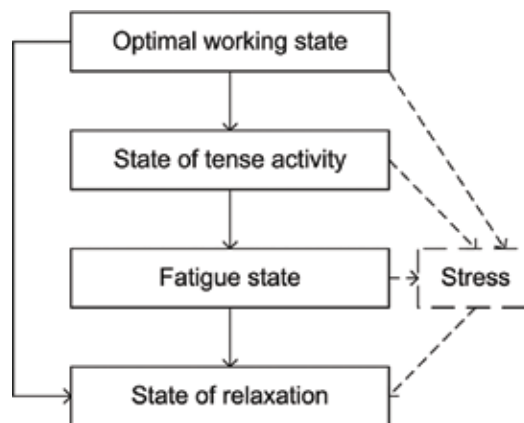 Optimal working state
State of tense activity
Fatigue state
Stress
State of relaxation